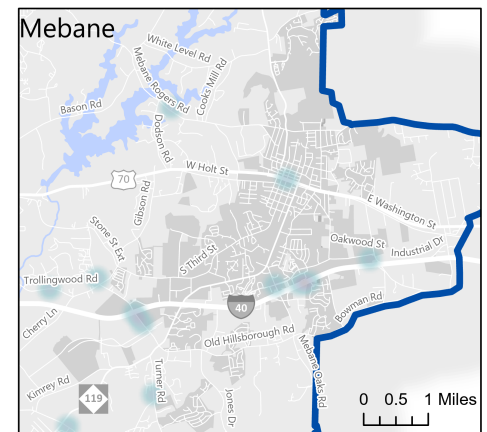 Mebane
White Level Rd
Mebane Rogers Rd
Cooks Mill Rd
Bason Rd
Dodson Rd
W Holt St
70
Gibson Rd
E Washington St
Stone St Ext
S Third St
Oakwood St
Industrial Dr
Trollingwood Rd
40
Bowman Rd
Cherry Ln
Old Hillsborough Rd
Mebane Oaks Rd
Turner Rd
Kimrey Rd
119
Jones Dr
0 0.5 1 Miles